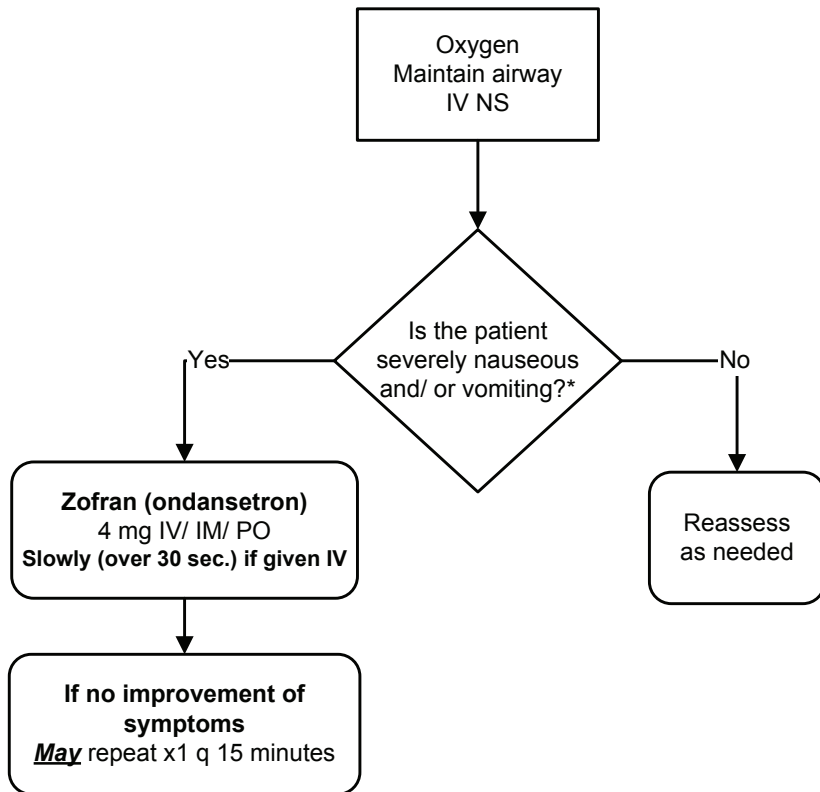 Oxygen
Maintain airway
IV NS
Is the patient
severely nauseous
and/ or vomiting?*
Yes
No
Zofran (ondansetron)
4 mg IV/ IM/ PO
Slowly (over 30 sec.) if given IV
Reassess
as needed
If no improvement of
symptoms
May repeat x1 q 15 minutes